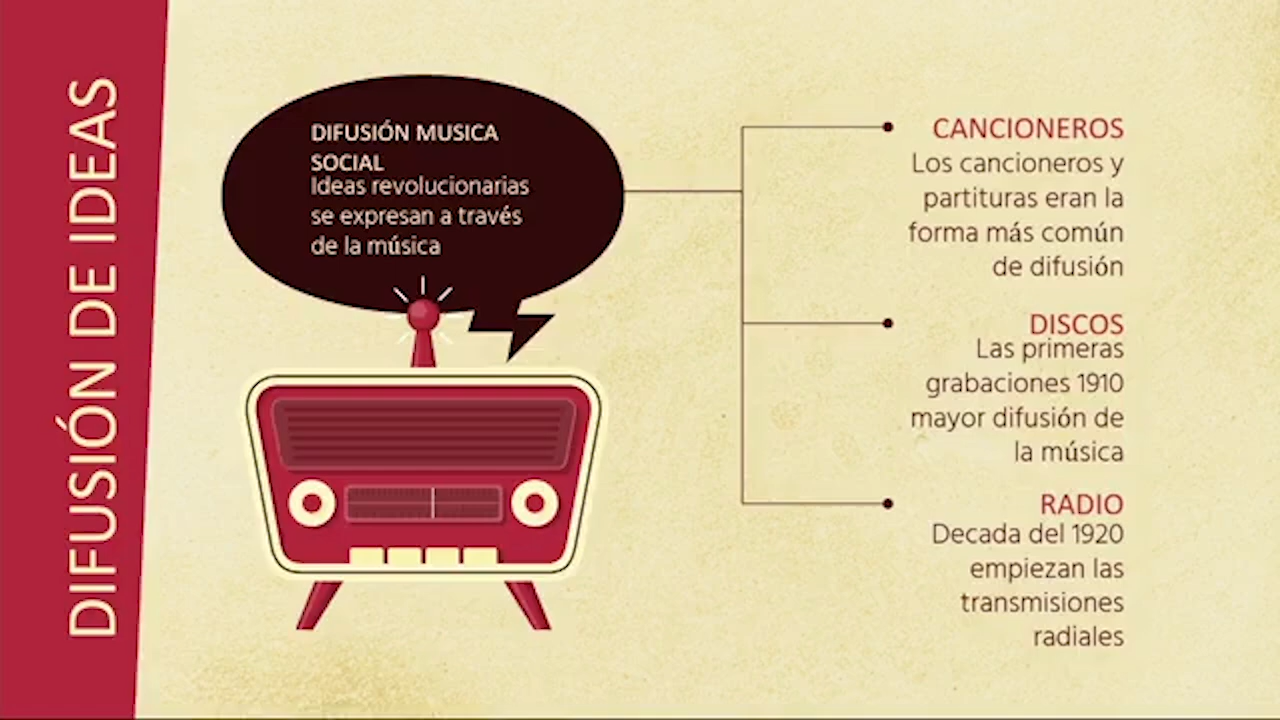 DIFUSIÓN DE IDEAS
DIFUSIÓN MUSICA
SOCIAL
Ideas revolucionarias
se expresan a través
de la música
CANCIONEROS
Los cancioneros y
partituras eran la
forma más común
de difusión
DISCOS
Las primeras
grabaciones 1910
mayor difusión de
la música
RADIO
Decada del 1920
empiezan las
transmisiones
radiales